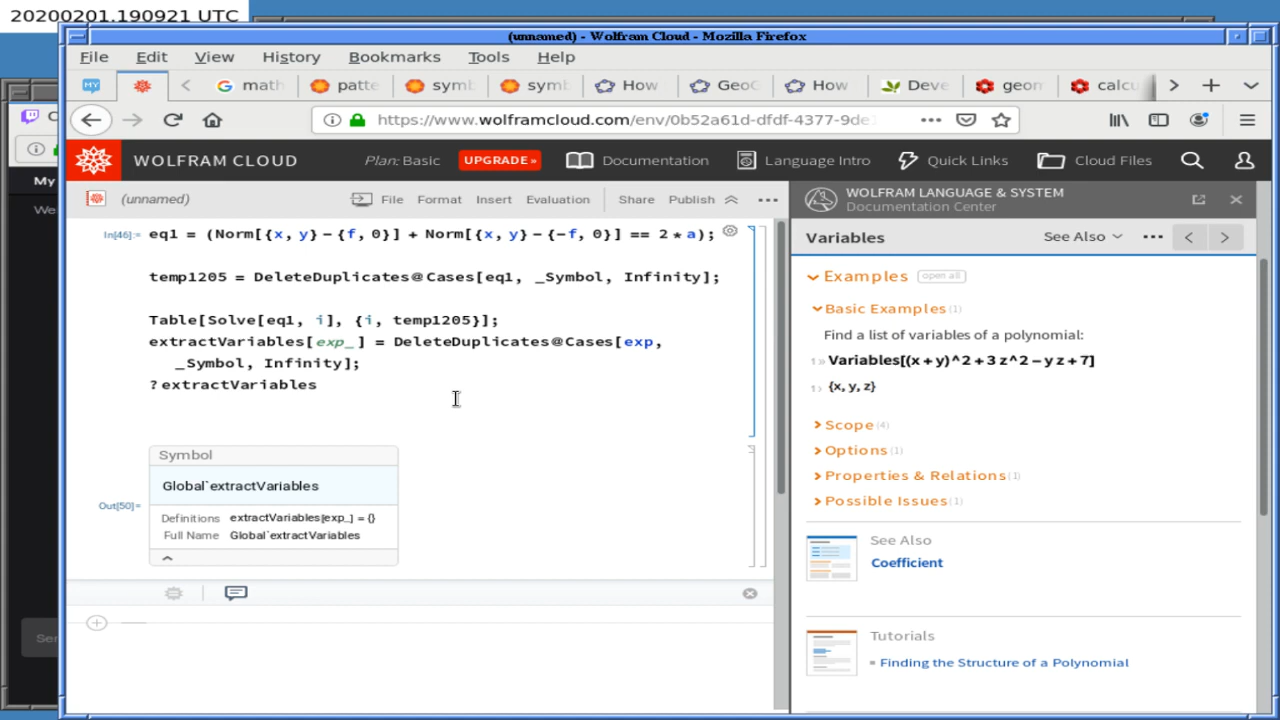 20200201.190921 UTC
(unnamed) - Wolfram Cloud - Mozilla Firefox
File Edit View History Bookmarks Tools Help
MY math patte symb symb How GeoG How Deve geom calcu
https://www.wolframcloud.com/env/0b52a61d-dfdf-4377-9de
WOLFRAM CLOUD Plan: Basic UPGRADE » Documentation Language Intro Quick Links Cloud Files
My
(unnamed) File Format Insert Evaluation Share Publish
WOLFRAM LANGUAGE & SYSTEM
Documentation Center
Variables See Also
In[46]:= eq1 = (Norm[{x, y}-{f, 0}] + Norm[{x, y}-{-f, 0}] == 2*a);
temp1205 = DeleteDuplicates@Cases[eq1, _Symbol, Infinity];
Table[Solve[eq1, i], {i, temp1205}];
extractVariables[exp_] = DeleteDuplicates@Cases[exp,
_Symbol, Infinity];
?extractVariables
Symbol
Global`extractVariables
Out[50]=
Definitions extractVariables[exp_] = {}
Full Name Global`extractVariables
Examples open all
Basic Examples (1)
Find a list of variables of a polynomial:
Variables[(x + y)^2 + 3 z^2 - y z + 7]
{x, y, z}
Scope (4)
Options (1)
Properties & Relations (1)
Possible Issues (1)
See Also
Coefficient
Tutorials
Finding the Structure of a Polynomial